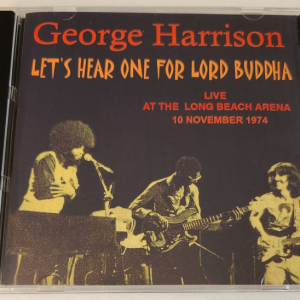 George Harrison
LET'S HEAR ONE FOR LORD BUDDHA
LIVE
AT THE LONG BEACH ARENA
10 NOVEMBER 1974